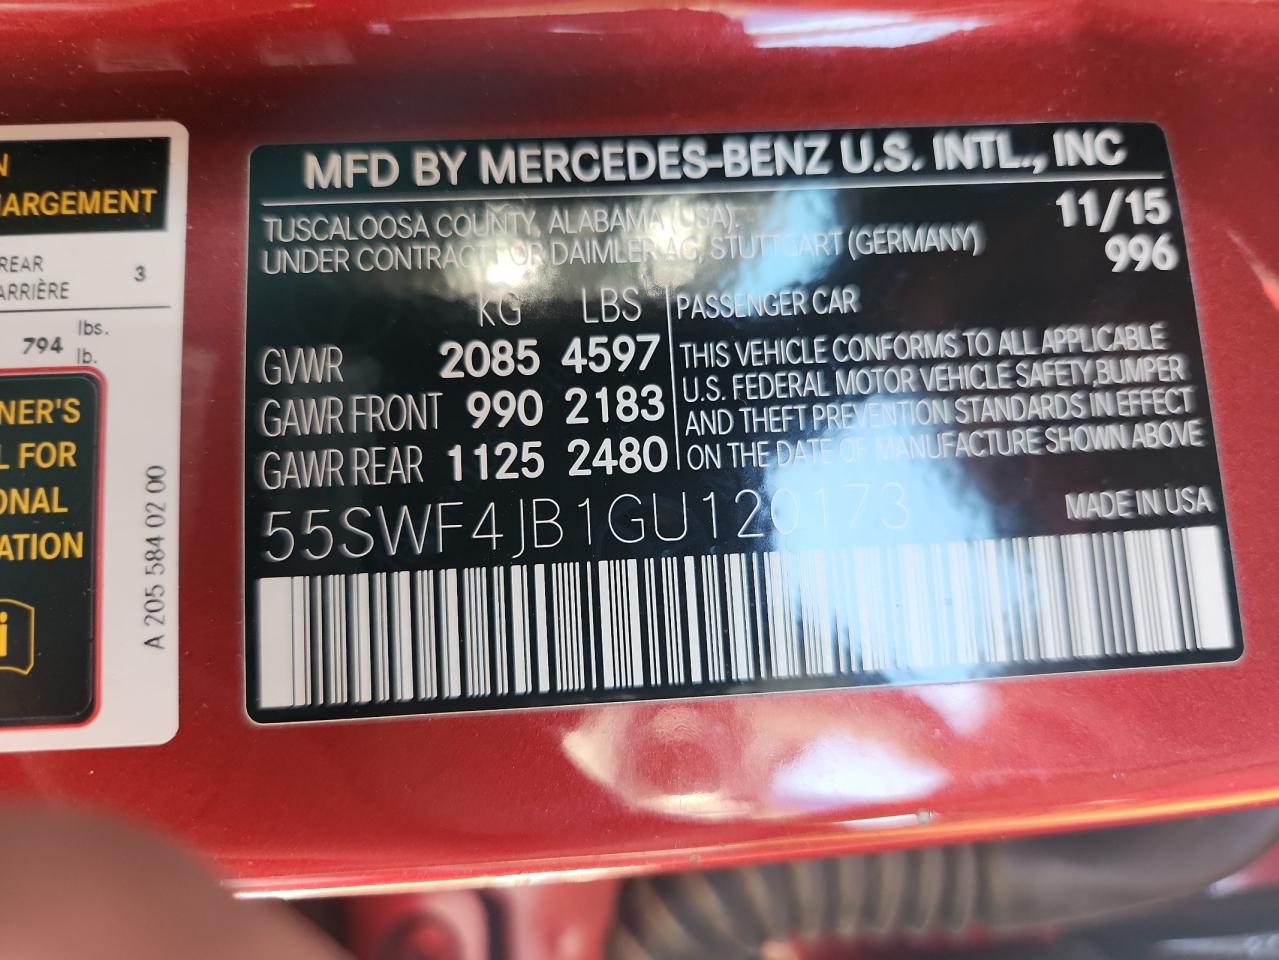 N
HARGEMENT
REAR 3
ARRIÈRE
794 lbs.
lb.
NER'S
L FOR
ONAL
ATION
i
A 205 584 02 00
MFD BY MERCEDES-BENZ U.S. INTL., INC
TUSCALOOSA COUNTY, ALABAMA (USA). 11/15
UNDER CONTRACT FOR DAIMLER AG, STUTTGART (GERMANY) 996
KG LBS
GVWR 2085 4597
GAWR FRONT 990 2183
GAWR REAR 1125 2480
PASSENGER CAR
THIS VEHICLE CONFORMS TO ALL APPLICABLE
U.S. FEDERAL MOTOR VEHICLE SAFETY,BUMPER
AND THEFT PREVENTION STANDARDS IN EFFECT
ON THE DATE OF MANUFACTURE SHOWN ABOVE
55SWF4JB1GU120173
MADE IN USA